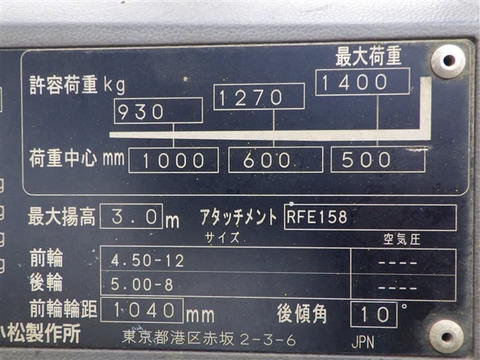 最大荷重
許容荷重 kg 930 1270 1400
荷重中心 mm 1000 600 500
最大揚高 3.0 m アタッチメント RFE158
サイズ 空気圧
前輪 4.50-12 ----
後輪 5.00-8 ----
前輪輪距 1040 mm 後傾角 10°
小松製作所 東京都港区赤坂2-3-6 JPN